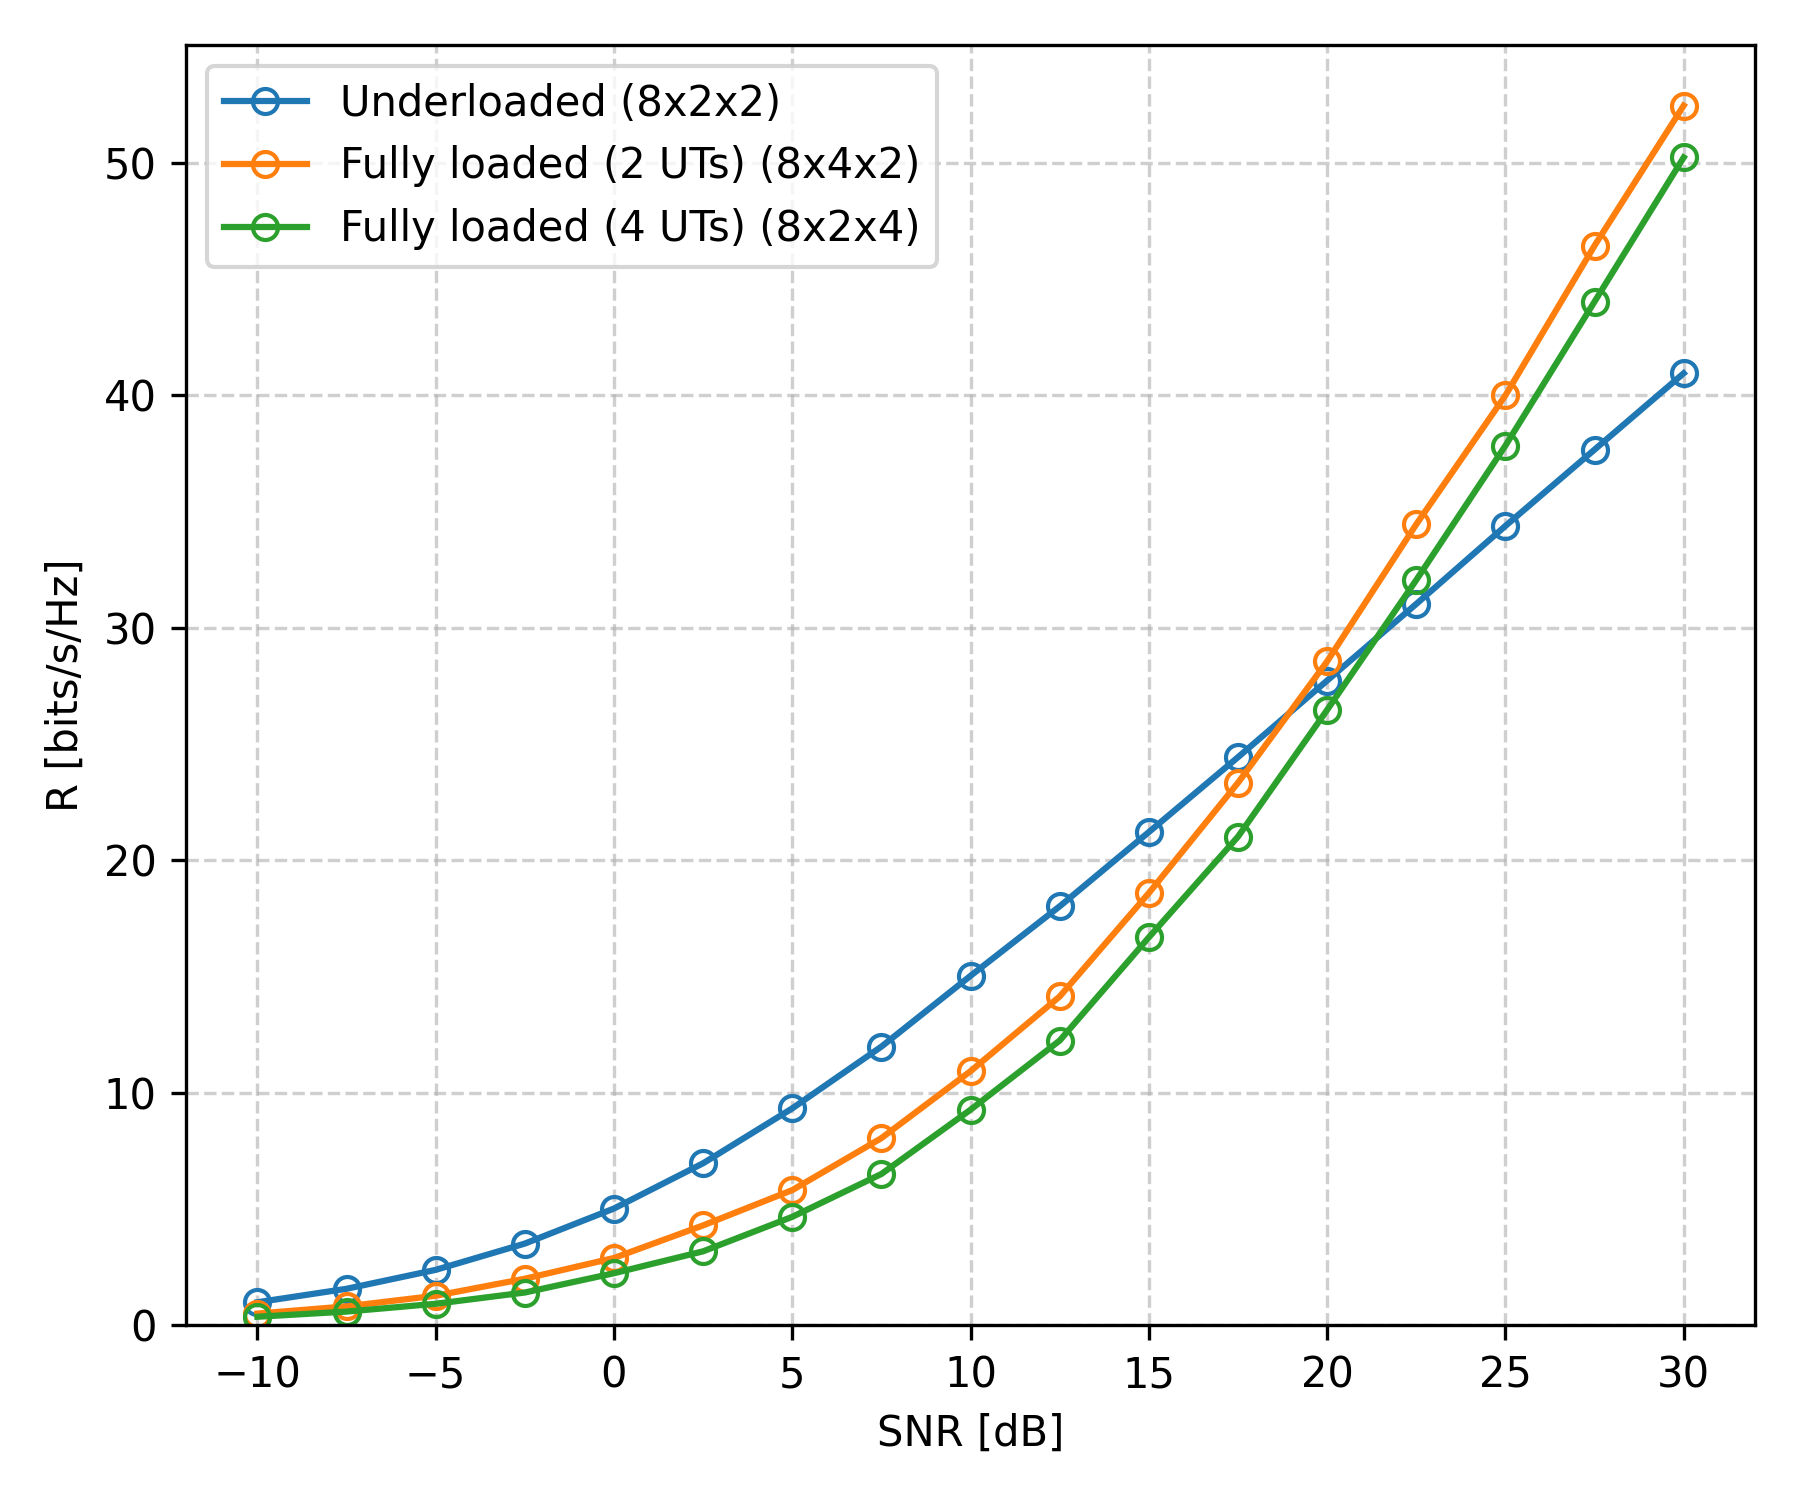 Underloaded (8x2x2)
Fully loaded (2 UTs) (8x4x2)
Fully loaded (4 UTs) (8x2x4)
R [bits/s/Hz]
50
40
30
20
10
0
−10 −5 0 5 10 15 20 25 30
SNR [dB]